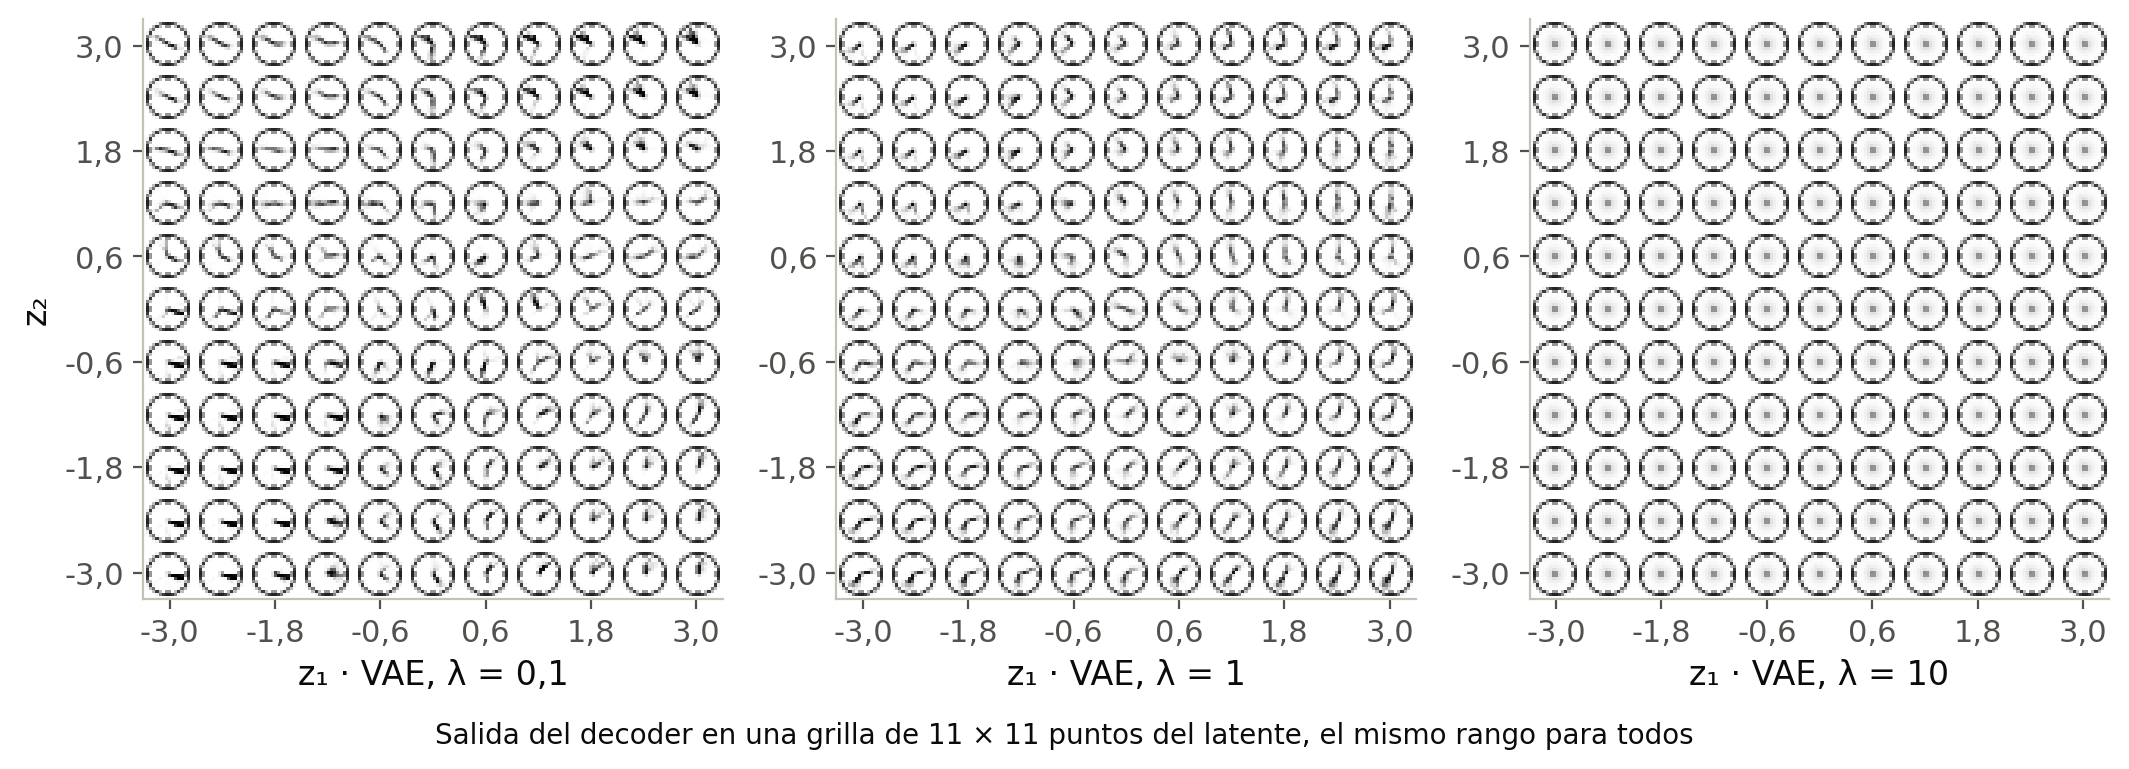 3,0 3,0 3,0
1,8 1,8 1,8
0,6 0,6 0,6
z₂
-0,6 -0,6 -0,6
-1,8 -1,8 -1,8
-3,0 -3,0 -3,0
-3,0 -1,8 -0,6 0,6 1,8 3,0 -3,0 -1,8 -0,6 0,6 1,8 3,0 -3,0 -1,8 -0,6 0,6 1,8 3,0
z₁ · VAE, λ = 0,1 z₁ · VAE, λ = 1 z₁ · VAE, λ = 10
Salida del decoder en una grilla de 11 × 11 puntos del latente, el mismo rango para todos